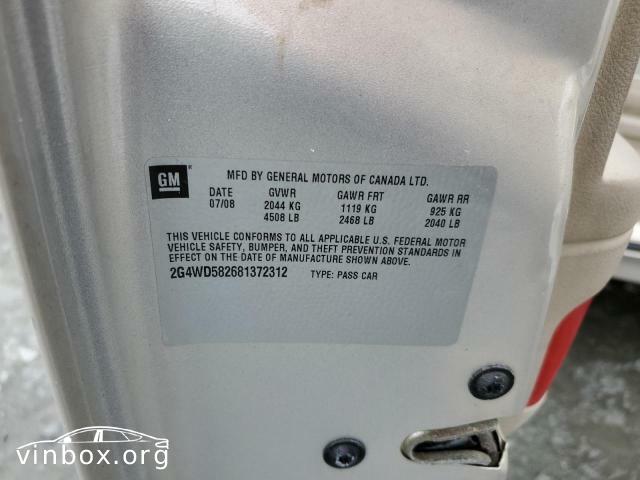 GM
MFD BY GENERAL MOTORS OF CANADA LTD.
DATE GVWR GAWR FRT GAWR RR
07/08 2044 KG 1119 KG 925 KG
4508 LB 2468 LB 2040 LB
THIS VEHICLE CONFORMS TO ALL APPLICABLE U.S. FEDERAL MOTOR
VEHICLE SAFETY, BUMPER, AND THEFT PREVENTION STANDARDS IN
EFFECT ON THE DATE OF MANUFACTURE SHOWN ABOVE.
2G4WD582681372312 TYPE: PASS CAR
vinbox.org